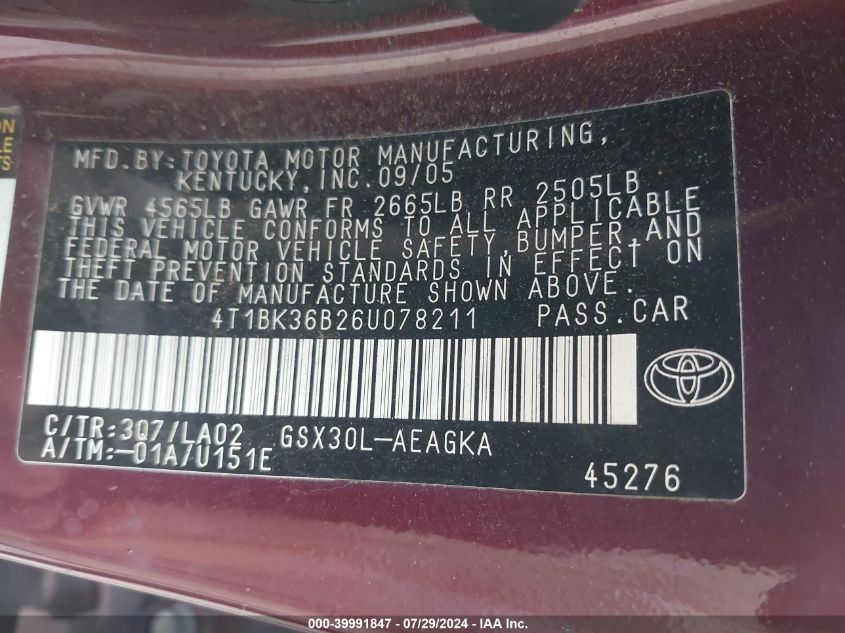 ON
LE
TS
MFD.BY:TOYOTA MOTOR MANUFACTURING,
KENTUCKY,INC.09/05
GVWR 4565LB GAWR FR 2665LB RR 2505LB
THIS VEHICLE CONFORMS TO ALL APPLICABLE
FEDERAL MOTOR VEHICLE SAFETY,BUMPER,AND
THEFT PREVENTION STANDARDS IN EFFECT ON
THE DATE OF MANUFACTURE SHOWN ABOVE.
4T1BK36B26U078211 PASS.CAR
C/TR:3Q7/LA02 GSX30L-AEAGKA
A/TM:-01A/U151E
45276
000-39991847 - 07/29/2024 - IAA Inc.